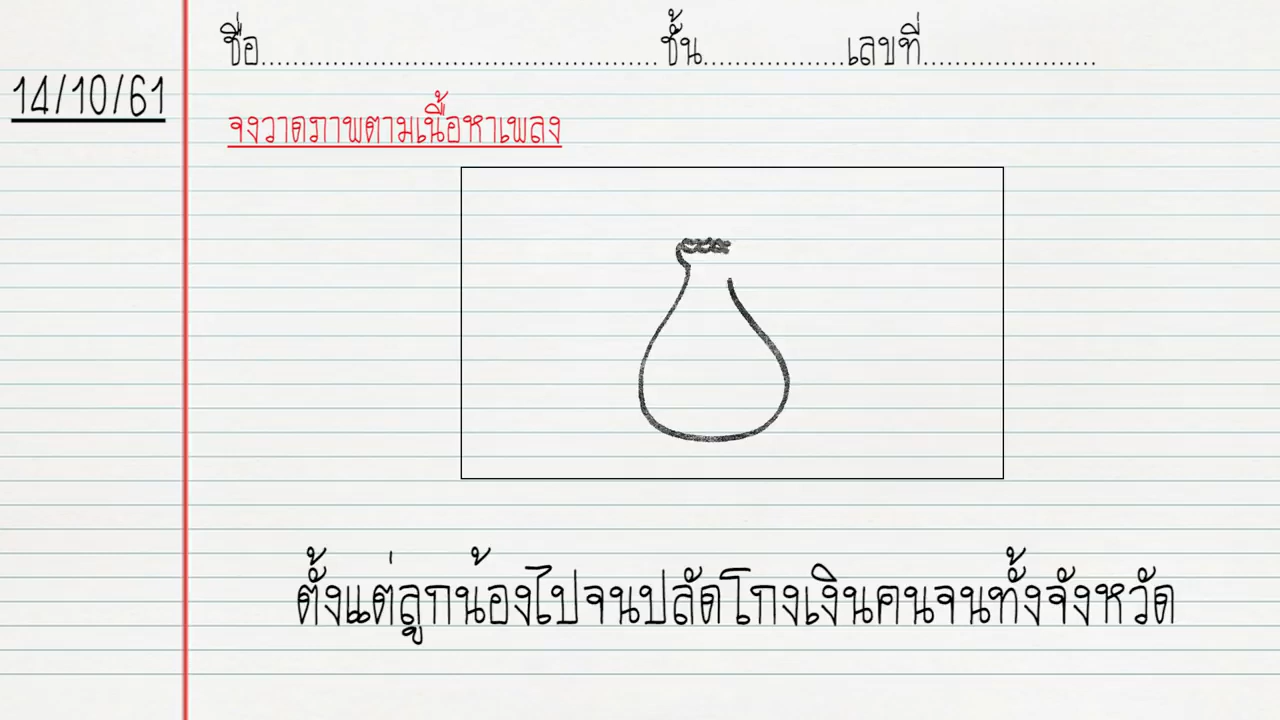 ชื่อ............................................ชั้น.................เลขที่.....................
14/10/61
จงวาดภาพตามเนื้อหาเพลง
ตั้งแต่ลูกน้องไปจนปลัดโกงเงินคนจนทั้งจังหวัด